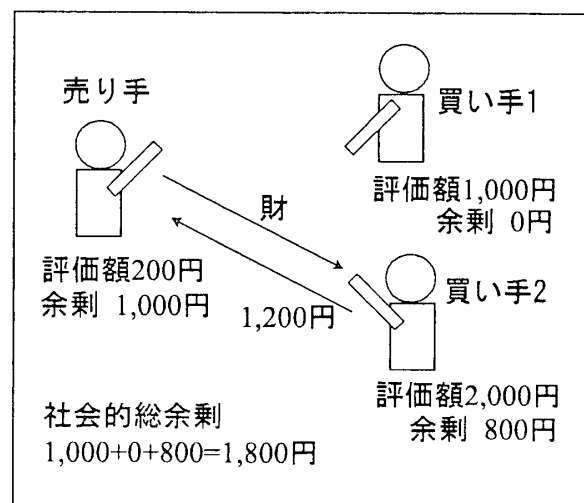 売り手
評価額200円
余剰 1,000円
買い手1
評価額1,000円
余剰 0円
財
1,200円
買い手2
評価額2,000円
余剰 800円
社会的総余剰
1,000+0+800=1,800円